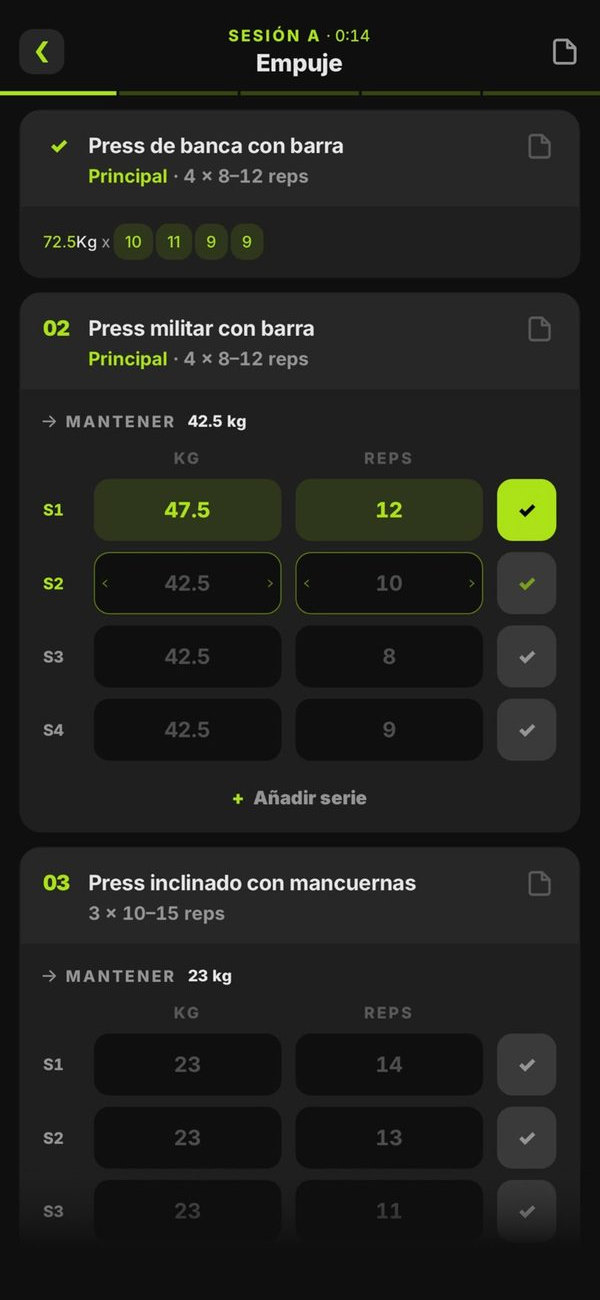 SESIÓN A · 0:14
Empuje
Press de banca con barra
Principal · 4 × 8–12 reps
72.5Kg x 10 11 9 9
02 Press militar con barra
Principal · 4 × 8–12 reps
→ MANTENER 42.5 kg
KG REPS
S1 47.5 12
S2 ‹ 42.5 › ‹ 10 ›
S3 42.5 8
S4 42.5 9
+ Añadir serie
03 Press inclinado con mancuernas
3 × 10–15 reps
→ MANTENER 23 kg
KG REPS
S1 23 14
S2 23 13
S3 23 11